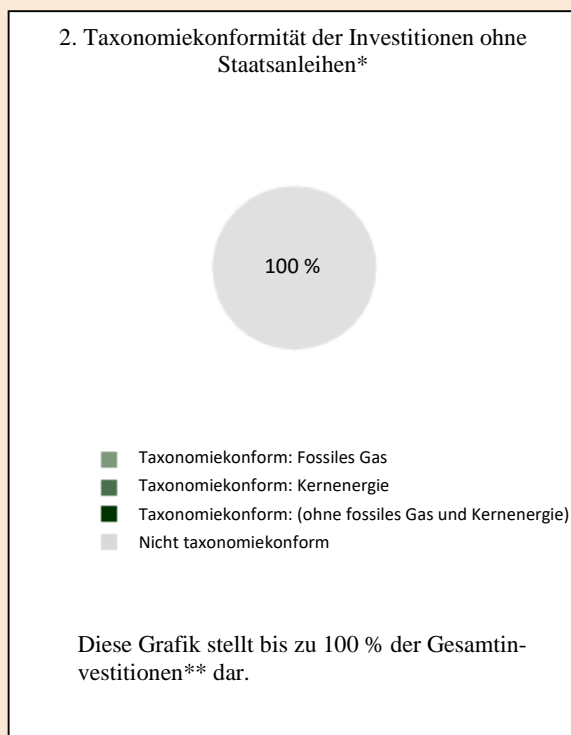 2. Taxonomiekonformität der Investitionen ohne
Staatsanleihen*
100 %
Taxonomiekonform: Fossiles Gas
Taxonomiekonform: Kernenergie
Taxonomiekonform: (ohne fossiles Gas und Kernenergie)
Nicht taxonomiekonform
Diese Grafik stellt bis zu 100 % der Gesamtin-
vestitionen** dar.